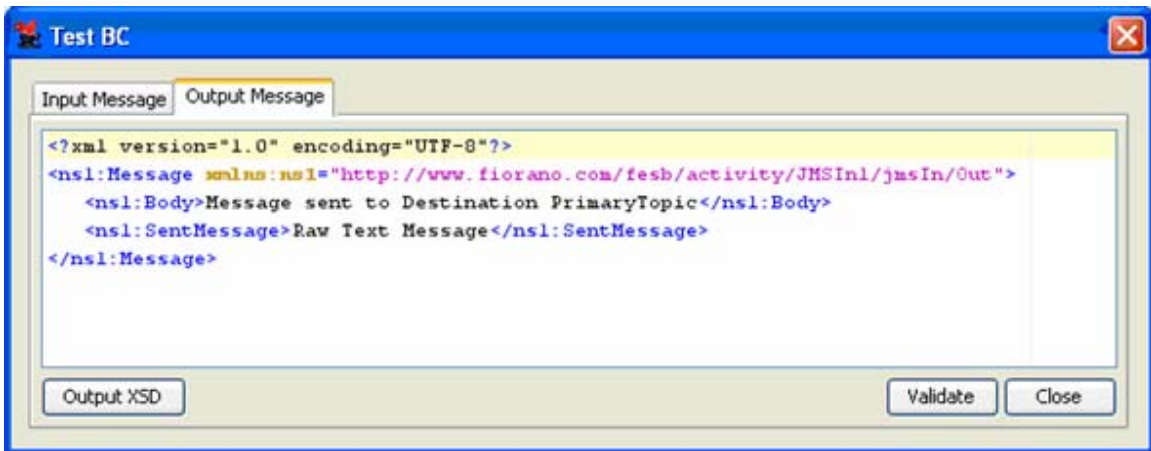 Test BC
Input Message Output Message
<?xml version="1.0" encoding="UTF-8"?>
<ns1:Message xmlns:ns1="http://www.fiorano.com/fesb/activity/JMSIn1/jmsIn/Out">
<ns1:Body>Message sent to Destination PrimaryTopic</ns1:Body>
<ns1:SentMessage>Raw Text Message</ns1:SentMessage>
</ns1:Message>
Output XSD Validate Close